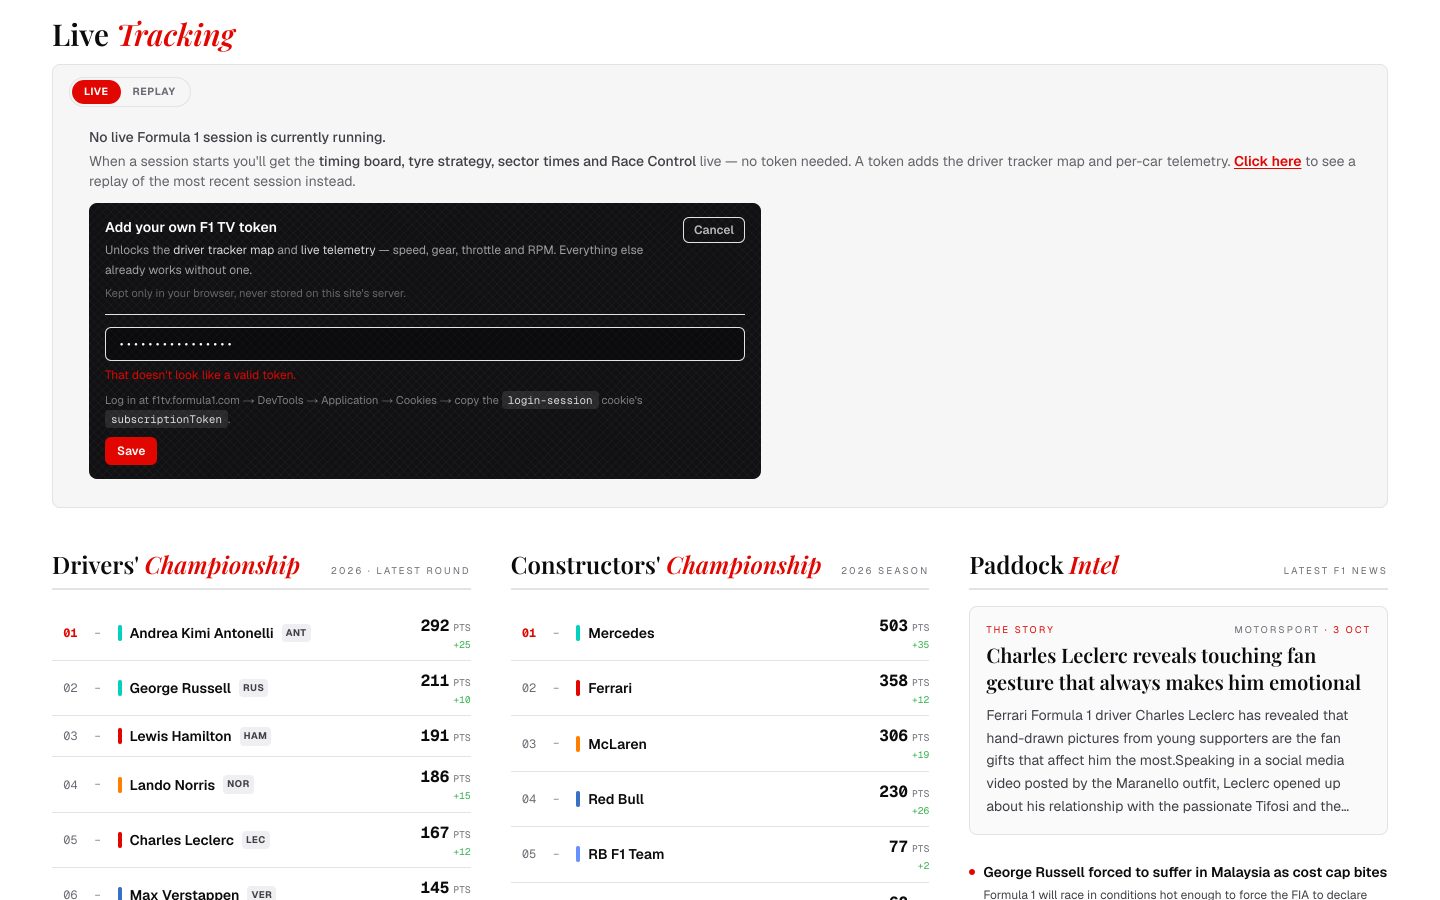 Live Tracking
LIVE REPLAY
No live Formula 1 session is currently running.
When a session starts you'll get the timing board, tyre strategy, sector times and Race Control live — no token needed. A token adds the driver tracker map and per-car telemetry. Click here to see a
replay of the most recent session instead.
Add your own F1 TV token
Cancel
Unlocks the driver tracker map and live telemetry — speed, gear, throttle and RPM. Everything else
already works without one.
Kept only in your browser, never stored on this site's server.
••••••••••••••••
That doesn't look like a valid token.
Log in at f1tv.formula1.com → DevTools → Application → Cookies → copy the login-session cookie's
subscriptionToken.
Save
Drivers' Championship 2026 · LATEST ROUND
01 – Andrea Kimi Antonelli ANT 292 PTS
+25
02 – George Russell RUS 211 PTS
+10
03 – Lewis Hamilton HAM 191 PTS
04 – Lando Norris NOR 186 PTS
+15
05 – Charles Leclerc LEC 167 PTS
+12
06 – Max Verstappen VER 145 PTS
Constructors' Championship 2026 SEASON
01 – Mercedes 503 PTS
+35
02 – Ferrari 358 PTS
+12
03 – McLaren 306 PTS
+19
04 – Red Bull 230 PTS
+26
05 – RB F1 Team 77 PTS
+2
Paddock Intel LATEST F1 NEWS
THE STORY MOTORSPORT · 3 OCT
Charles Leclerc reveals touching fan
gesture that always makes him emotional
Ferrari Formula 1 driver Charles Leclerc has revealed that
hand-drawn pictures from young supporters are the fan
gifts that affect him the most.Speaking in a social media
video posted by the Maranello outfit, Leclerc opened up
about his relationship with the passionate Tifosi and the…
George Russell forced to suffer in Malaysia as cost cap bites
Formula 1 will race in conditions hot enough to force the FIA to declare